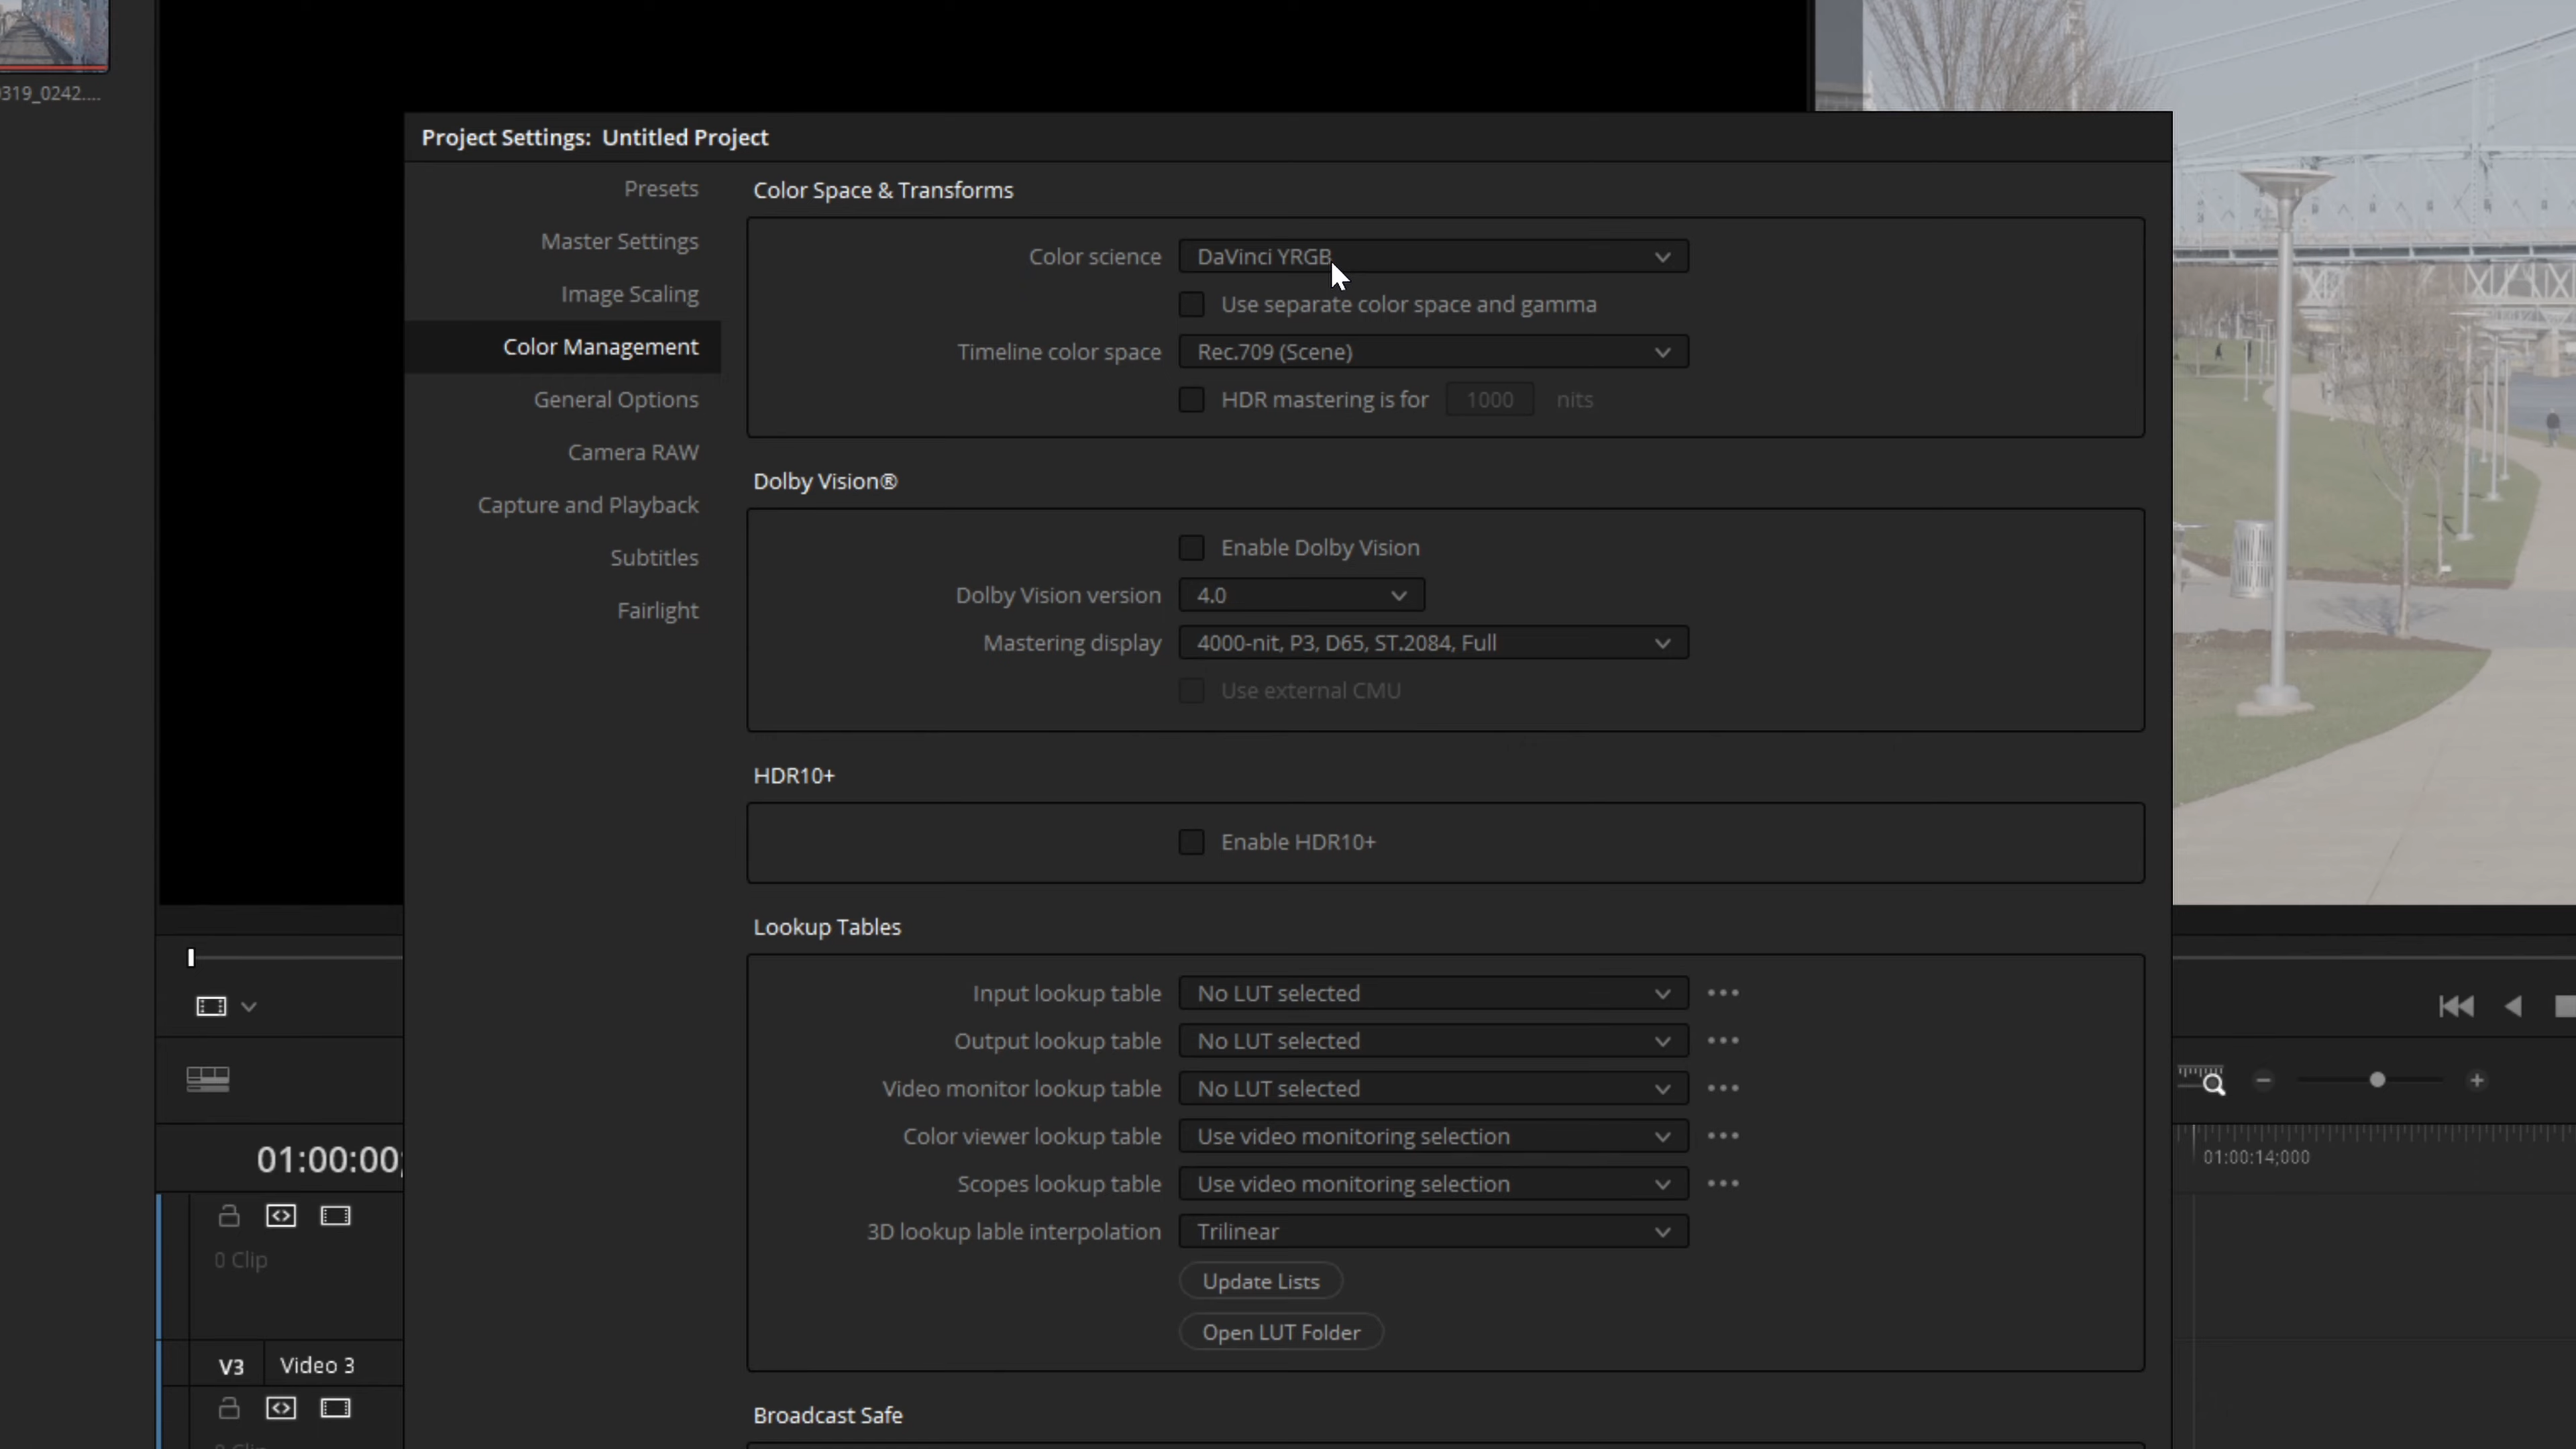 319_0242....
Project Settings: Untitled Project
Presets
Master Settings
Image Scaling
Color Management
General Options
Camera RAW
Capture and Playback
Subtitles
Fairlight
Color Space & Transforms
Color science DaVinci YRGB
Use separate color space and gamma
Timeline color space Rec.709 (Scene)
HDR mastering is for 1000 nits
Dolby Vision®
Enable Dolby Vision
Dolby Vision version 4.0
Mastering display 4000-nit, P3, D65, ST.2084, Full
Use external CMU
HDR10+
Enable HDR10+
Lookup Tables
Input lookup table No LUT selected
Output lookup table No LUT selected
Video monitor lookup table No LUT selected
Color viewer lookup table Use video monitoring selection
Scopes lookup table Use video monitoring selection
3D lookup lable interpolation Trilinear
Update Lists
Open LUT Folder
Broadcast Safe
01:00:00;
01:00:14;000
0 Clip
V3 Video 3